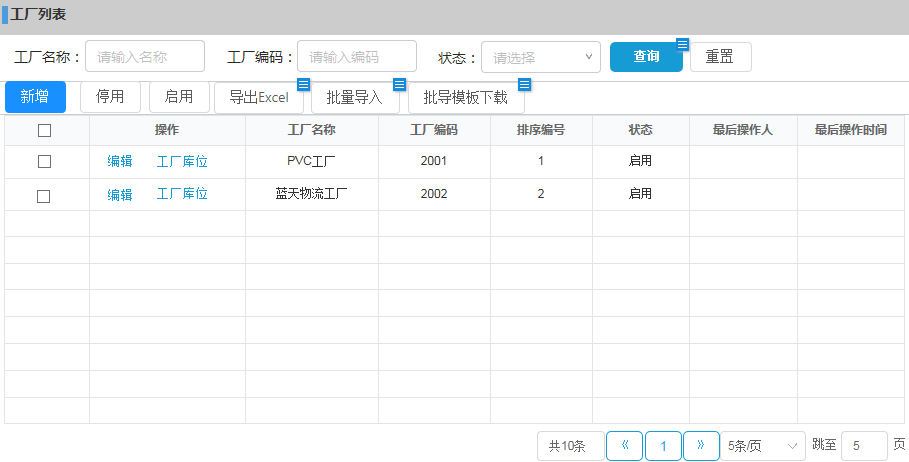 工厂列表
工厂名称： 请输入名称 工厂编码： 请输入编码 状态： 请选择 查询 重置
新增 停用 启用 导出Excel 批量导入 批导模板下载
操作 工厂名称 工厂编码 排序编号 状态 最后操作人 最后操作时间
编辑 工厂库位 PVC工厂 2001 1 启用
编辑 工厂库位 蓝天物流工厂 2002 2 启用
共10条 《 1 》 5条/页 跳至 5 页